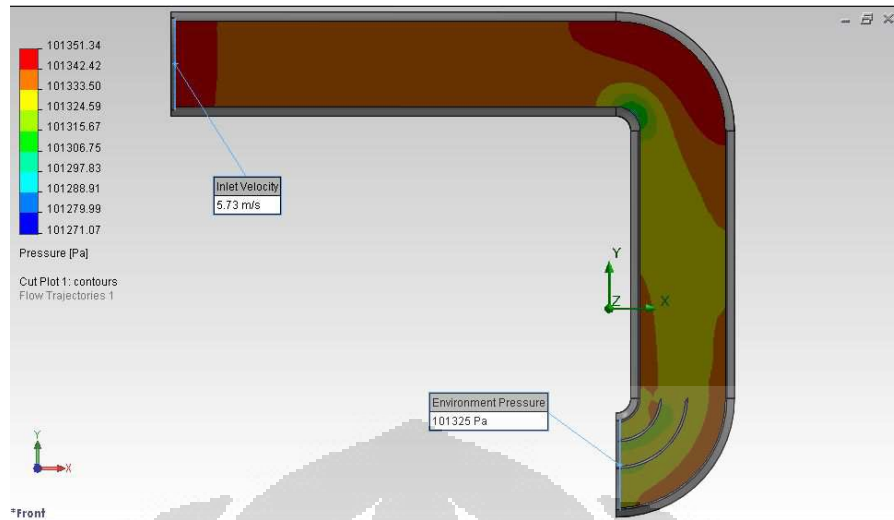 101351.34
101342.42
101333.50
101324.59
101315.67
101306.75
101297.83
101288.91
101279.99
101271.07
Pressure [Pa]
Cut Plot 1: contours
Flow Trajectories 1
Inlet Velocity
5.73 m/s
Y
Z
X
Environment Pressure
101325 Pa
Y
X
*Front